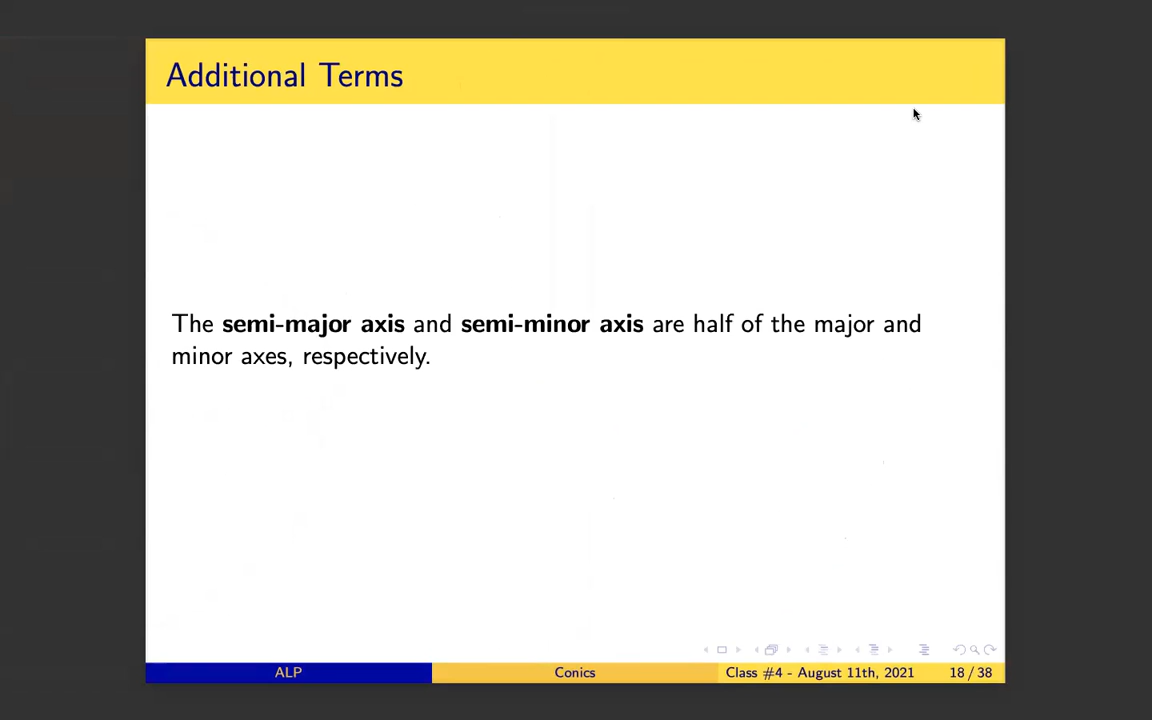 Additional Terms
The semi-major axis and semi-minor axis are half of the major and
minor axes, respectively.
ALP
Conics
Class #4 - August 11th, 2021
18 / 38